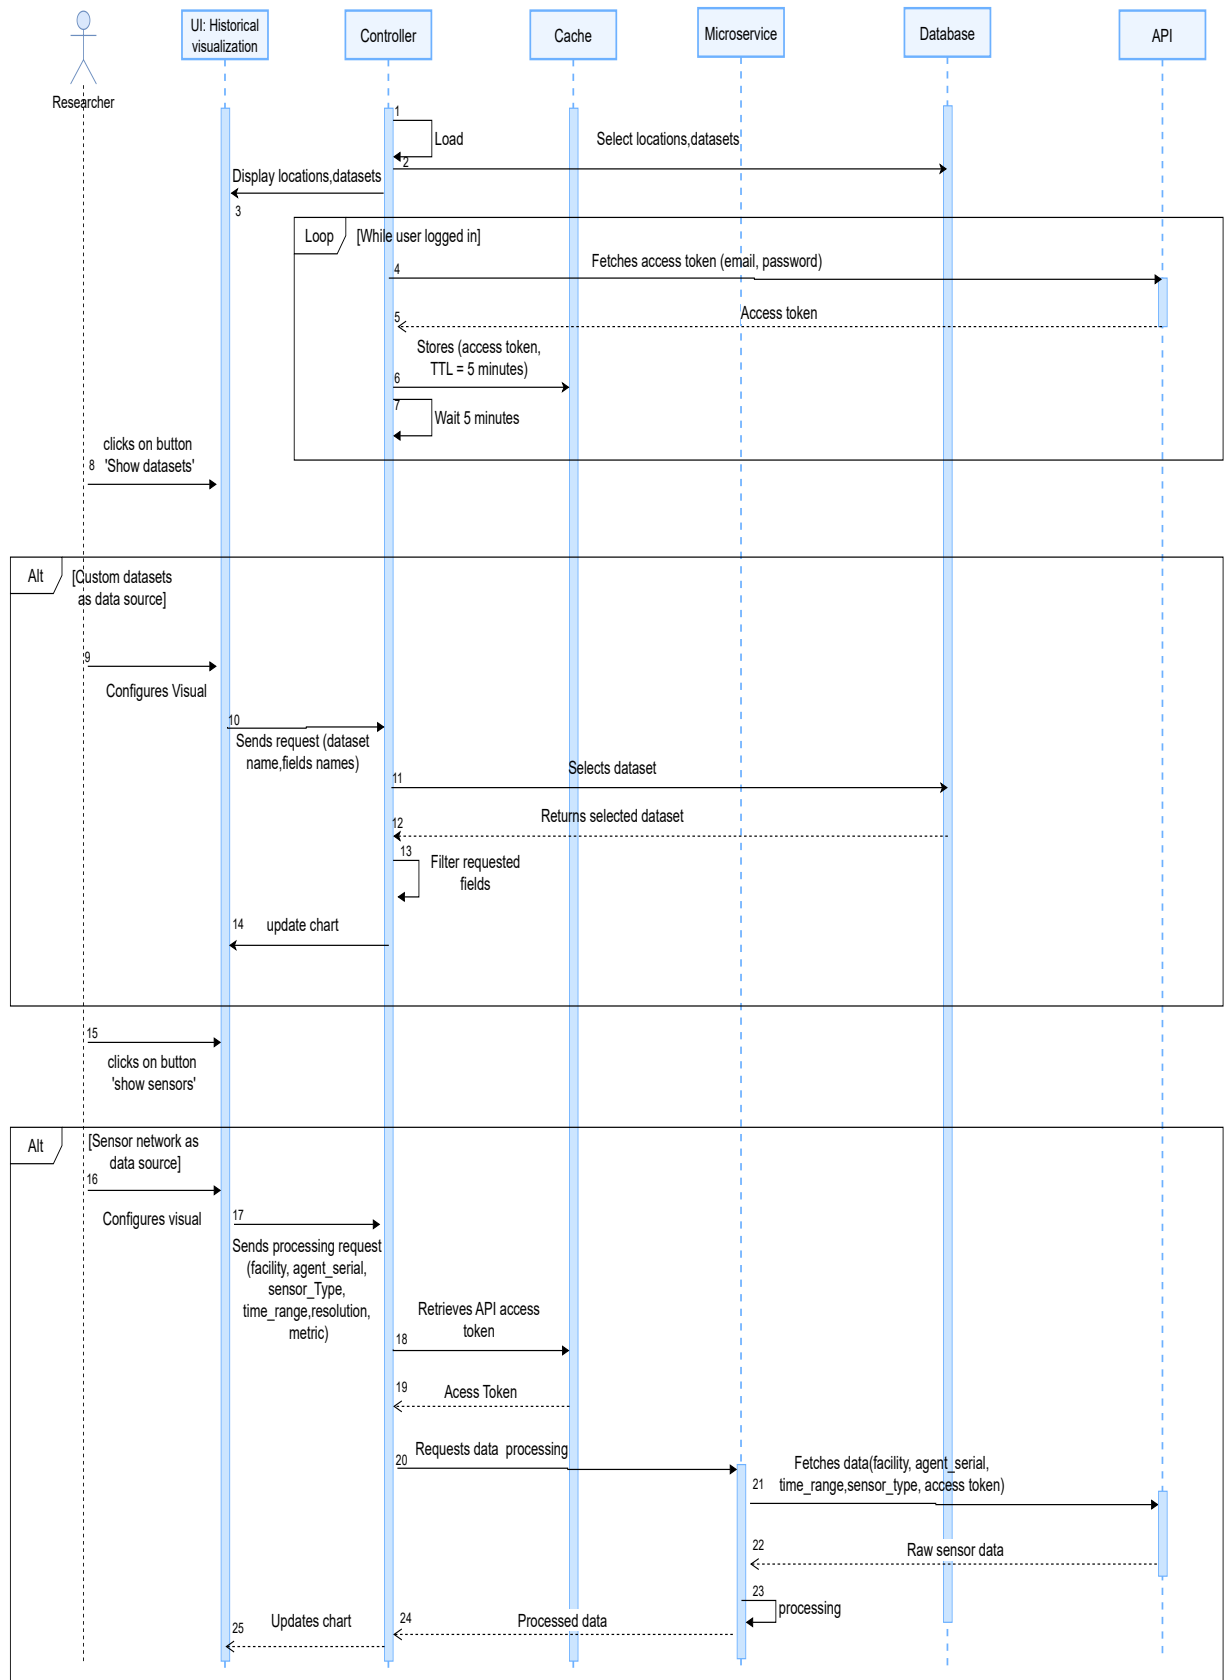 UI: Historical
visualization
Controller
Cache
Microservice
Database
API
Researcher
1
Load
Select locations,datasets
2
Display locations,datasets
3
Loop
[While user logged in]
4
Fetches access token (email, password)
5
Access token
Stores (access token,
TTL = 5 minutes)
6
7
Wait 5 minutes
clicks on button
8
'Show datasets'
Alt
[Custom datasets
as data source]
9
Configures Visual
10
Sends request (dataset
name,fields names)
11
Selects dataset
12
Returns selected dataset
13
Filter requested
fields
14
update chart
15
clicks on button
'show sensors'
Alt
[Sensor network as
data source]
16
Configures visual
17
Sends processing request
(facility, agent_serial,
sensor_Type,
time_range,resolution,
metric)
Retrieves API access
token
18
19
Acess Token
20
Requests data  processing
Fetches data(facility, agent_serial,
time_range,sensor_type, access token)
21
22
Raw sensor data
23
processing
24
Processed data
25
Updates chart